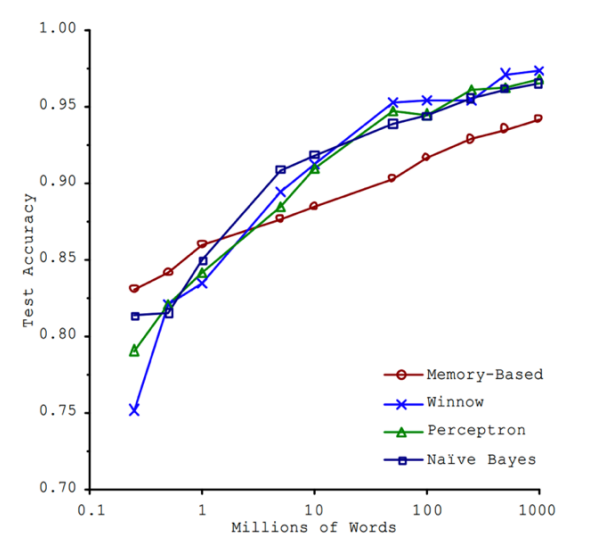 1.00
0.95
0.90
0.85
0.80
0.75
0.70
Test Accuracy
Memory-Based
Winnow
Perceptron
Naïve Bayes
0.1 1 10 100 1000
Millions of Words